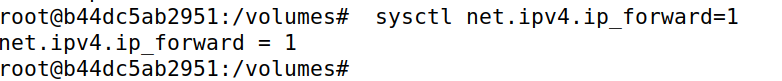 root@b44dc5ab2951:/volumes#  sysctl net.ipv4.ip_forward=1
net.ipv4.ip_forward = 1
root@b44dc5ab2951:/volumes#